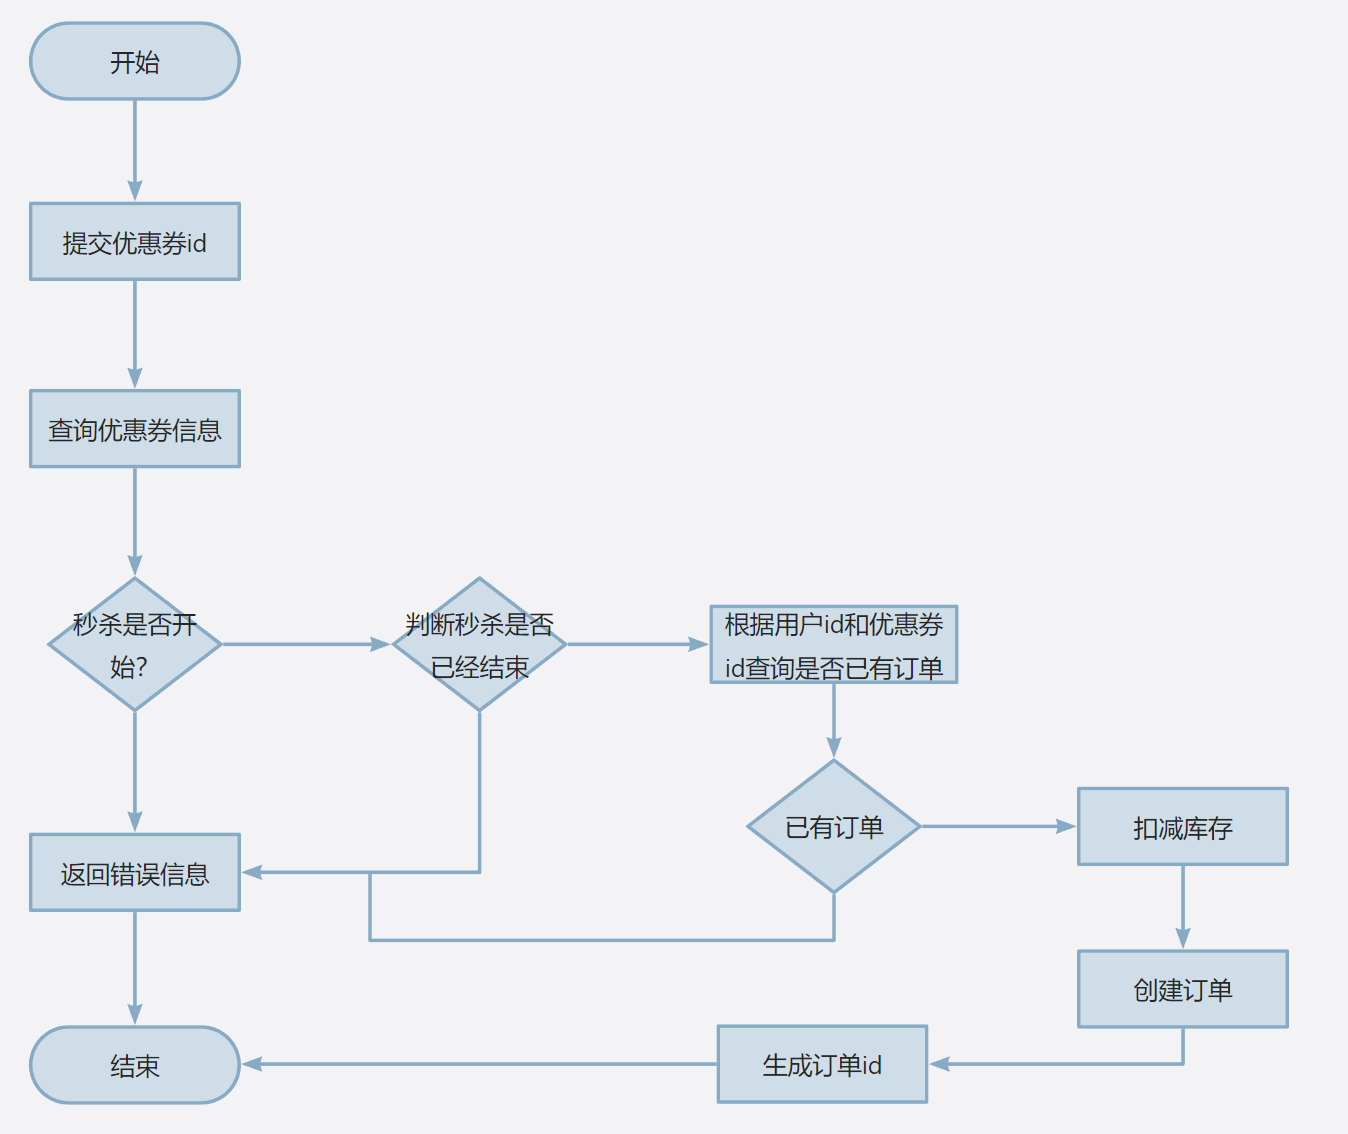 开始
提交优惠券id
查询优惠券信息
秒杀是否开
始?
判断秒杀是否
已经结束
根据用户id和优惠券
id查询是否已有订单
已有订单
扣减库存
返回错误信息
创建订单
生成订单id
结束